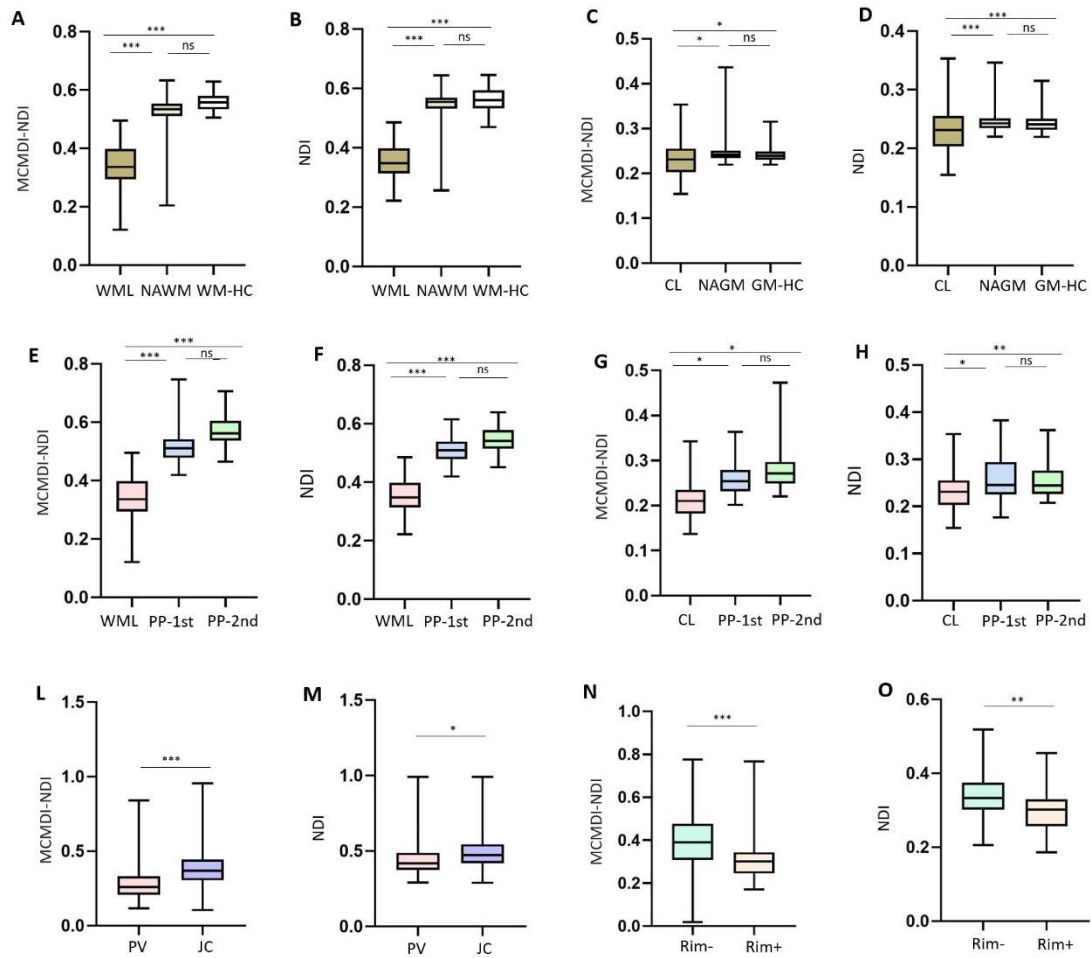 A
MCMDI-NDI
0.8
0.6
0.4
0.2
0.0
***
***
ns
WML NAWM WM-HC
B
NDI
0.8
0.6
0.4
0.2
0.0
***
***
ns
WML NAWM WM-HC
C
MCMDI-NDI
0.5
0.4
0.3
0.2
0.1
0.0
*
*
ns
CL NAGM GM-HC
D
NDI
0.5
0.4
0.3
0.2
0.1
0.0
***
***
ns
CL NAGM GM-HC
E
MCMDI-NDI
0.8
0.6
0.4
0.2
0.0
***
***
ns_
WML PP-1st PP-2nd
F
NDI
0.8
0.6
0.4
0.2
0.0
***
***
ns
WML PP-1st PP-2nd
G
MCMDI-NDI
0.5
0.4
0.3
0.2
0.1
0.0
*
*
ns
CL PP-1st PP-2nd
H
NDI
0.5
0.4
0.3
0.2
0.1
0.0
**
*
ns
CL PP-1st PP-2nd
L
MCMDI-NDI
1.5
1.0
0.5
0.0
***
PV JC
M
NDI
1.5
1.0
0.5
0.0
*
PV JC
N
MCMDI-NDI
1.0
0.8
0.6
0.4
0.2
0.0
***
Rim- Rim+
O
NDI
0.6
0.4
0.2
0.0
**
Rim- Rim+